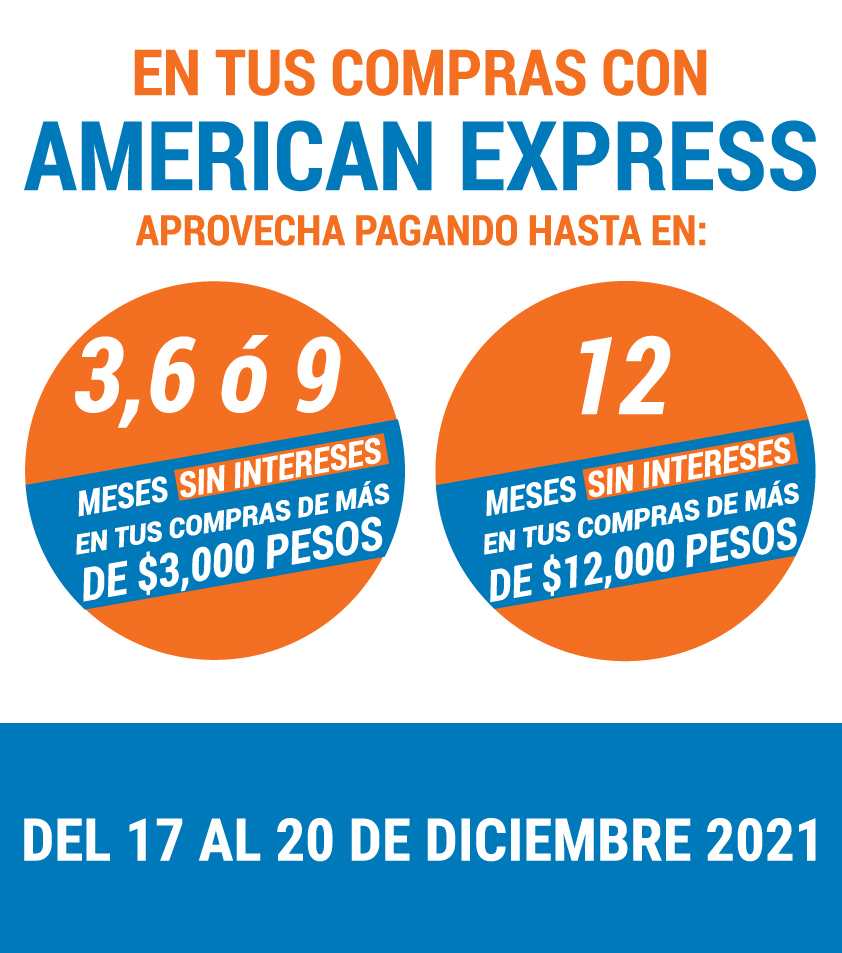 EN TUS COMPRAS CON
AMERICAN EXPRESS
APROVECHA PAGANDO HASTA EN:
3,6 ó 9
MESES SIN INTERESES
EN TUS COMPRAS DE MÁS
DE $3,000 PESOS
12
MESES SIN INTERESES
EN TUS COMPRAS DE MÁS
DE $12,000 PESOS
DEL 17 AL 20 DE DICIEMBRE 2021